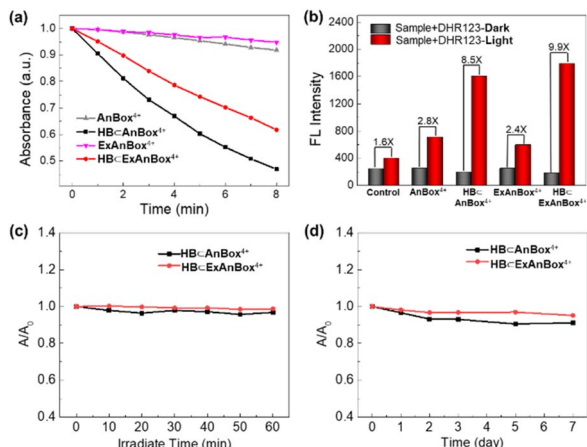 (a)
1.0
0.9
0.8
0.7
0.6
0.5
Absorbance (a.u.)
AnBox⁴⁺
HB⊂AnBox⁴⁺
ExAnBox⁴⁺
HB⊂ExAnBox⁴⁺
0 2 4 6 8
Time (min)
(b)
2800
2400
2000
1600
1200
800
400
0
FL Intensity
Sample+DHR123-Dark
Sample+DHR123-Light
1.6X
2.8X
8.5X
2.4X
9.9X
Control AnBox⁴⁺ HB⊂ ExAnBox⁴⁺ HB⊂
AnBox⁴⁺ ExAnBox⁴⁺
(c)
1.4
1.2
1.0
0.8
0.6
0.4
A/A₀
HB⊂AnBox⁴⁺
HB⊂ExAnBox⁴⁺
0 10 20 30 40 50 60
Irradiate Time (min)
(d)
1.4
1.2
1.0
0.8
0.6
0.4
A/A₀
HB⊂AnBox⁴⁺
HB⊂ExAnBox⁴⁺
0 1 2 3 4 5 6 7
Time (day)